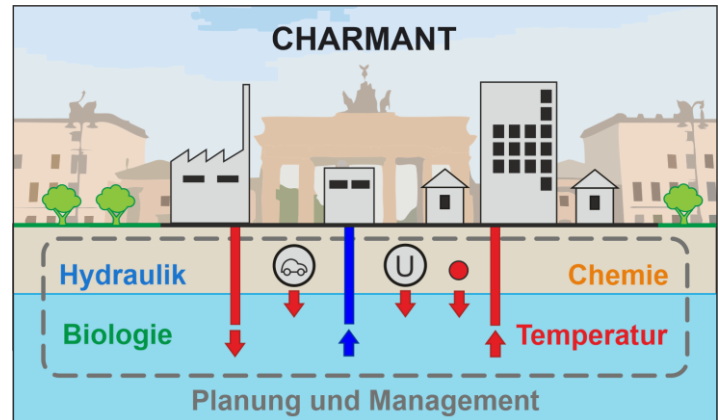 CHARMANT
Hydraulik
U
Chemie
Biologie
Temperatur
Planung und Management